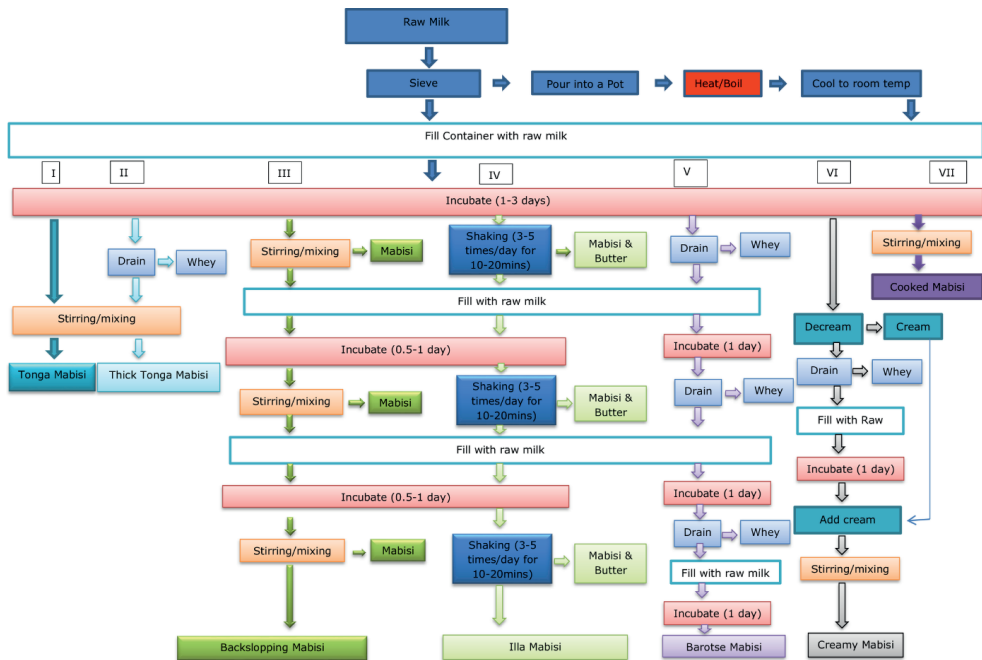 Raw Milk
Sieve
Pour into a Pot
Heat/Boil
Cool to room temp
Fill Container with raw milk
I
II
III
IV
V
VI
VII
Incubate (1-3 days)
Drain
Whey
Stirring/mixing
Mabisi
Shaking (3-5
times/day for
10-20mins)
Mabisi &
Butter
Drain
Whey
Stirring/mixing
Cooked Mabisi
Fill with raw milk
Stirring/mixing
Decream
Cream
Incubate (0.5-1 day)
Incubate (1 day)
Tonga Mabisi
Thick Tonga Mabisi
Drain
Whey
Stirring/mixing
Mabisi
Shaking (3-5
times/day for
10-20mins)
Mabisi &
Butter
Drain
Whey
Fill with Raw
Fill with raw milk
Incubate (1 day)
Incubate (0.5-1 day)
Incubate (1 day)
Add cream
Stirring/mixing
Mabisi
Shaking (3-5
times/day for
10-20mins)
Mabisi &
Butter
Drain
Whey
Fill with raw milk
Stirring/mixing
Incubate (1 day)
Backslopping Mabisi
Illa Mabisi
Barotse Mabisi
Creamy Mabisi